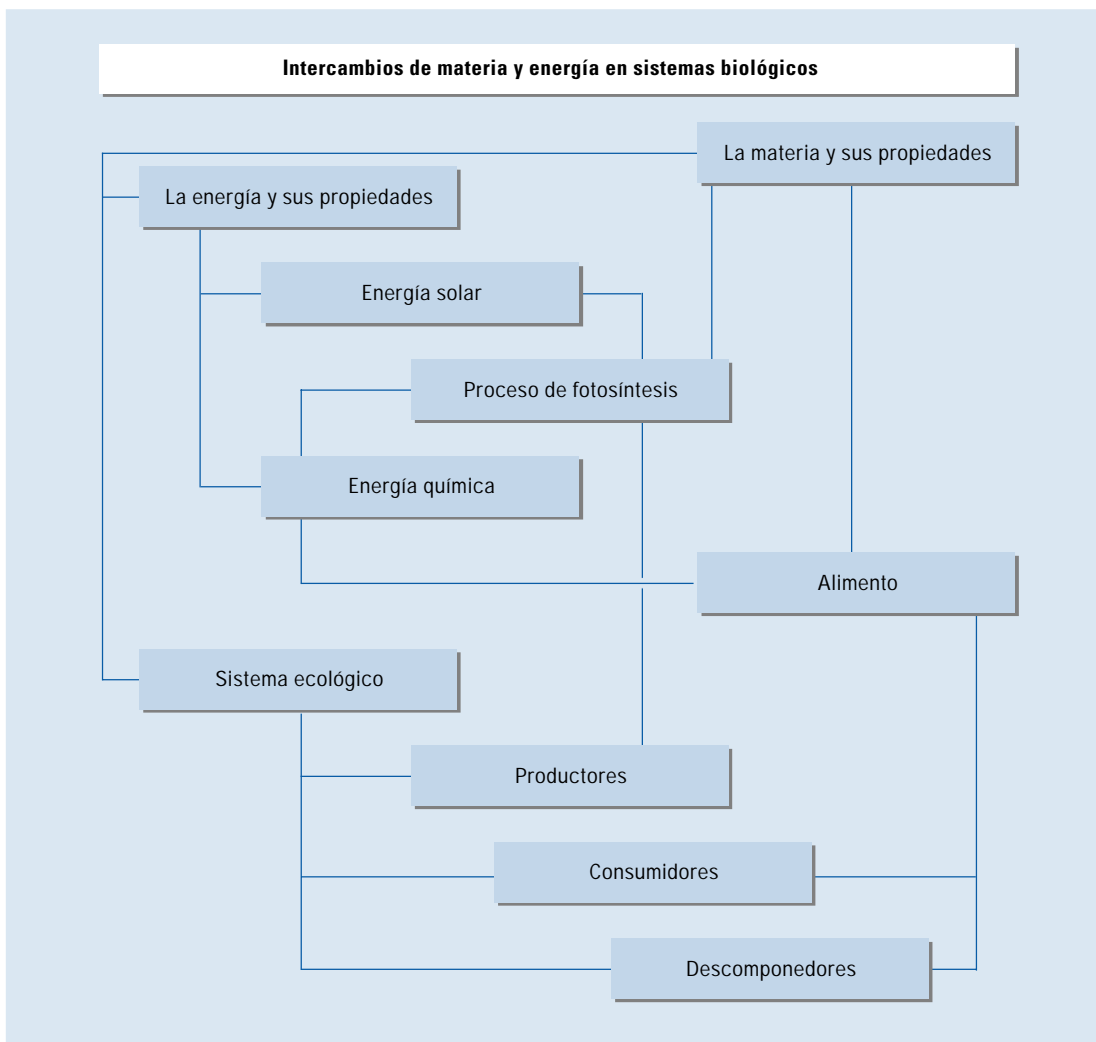 Intercambios de materia y energía en sistemas biológicos
La materia y sus propiedades
La energía y sus propiedades
Energía solar
Proceso de fotosíntesis
Energía química
Alimento
Sistema ecológico
Productores
Consumidores
Descomponedores